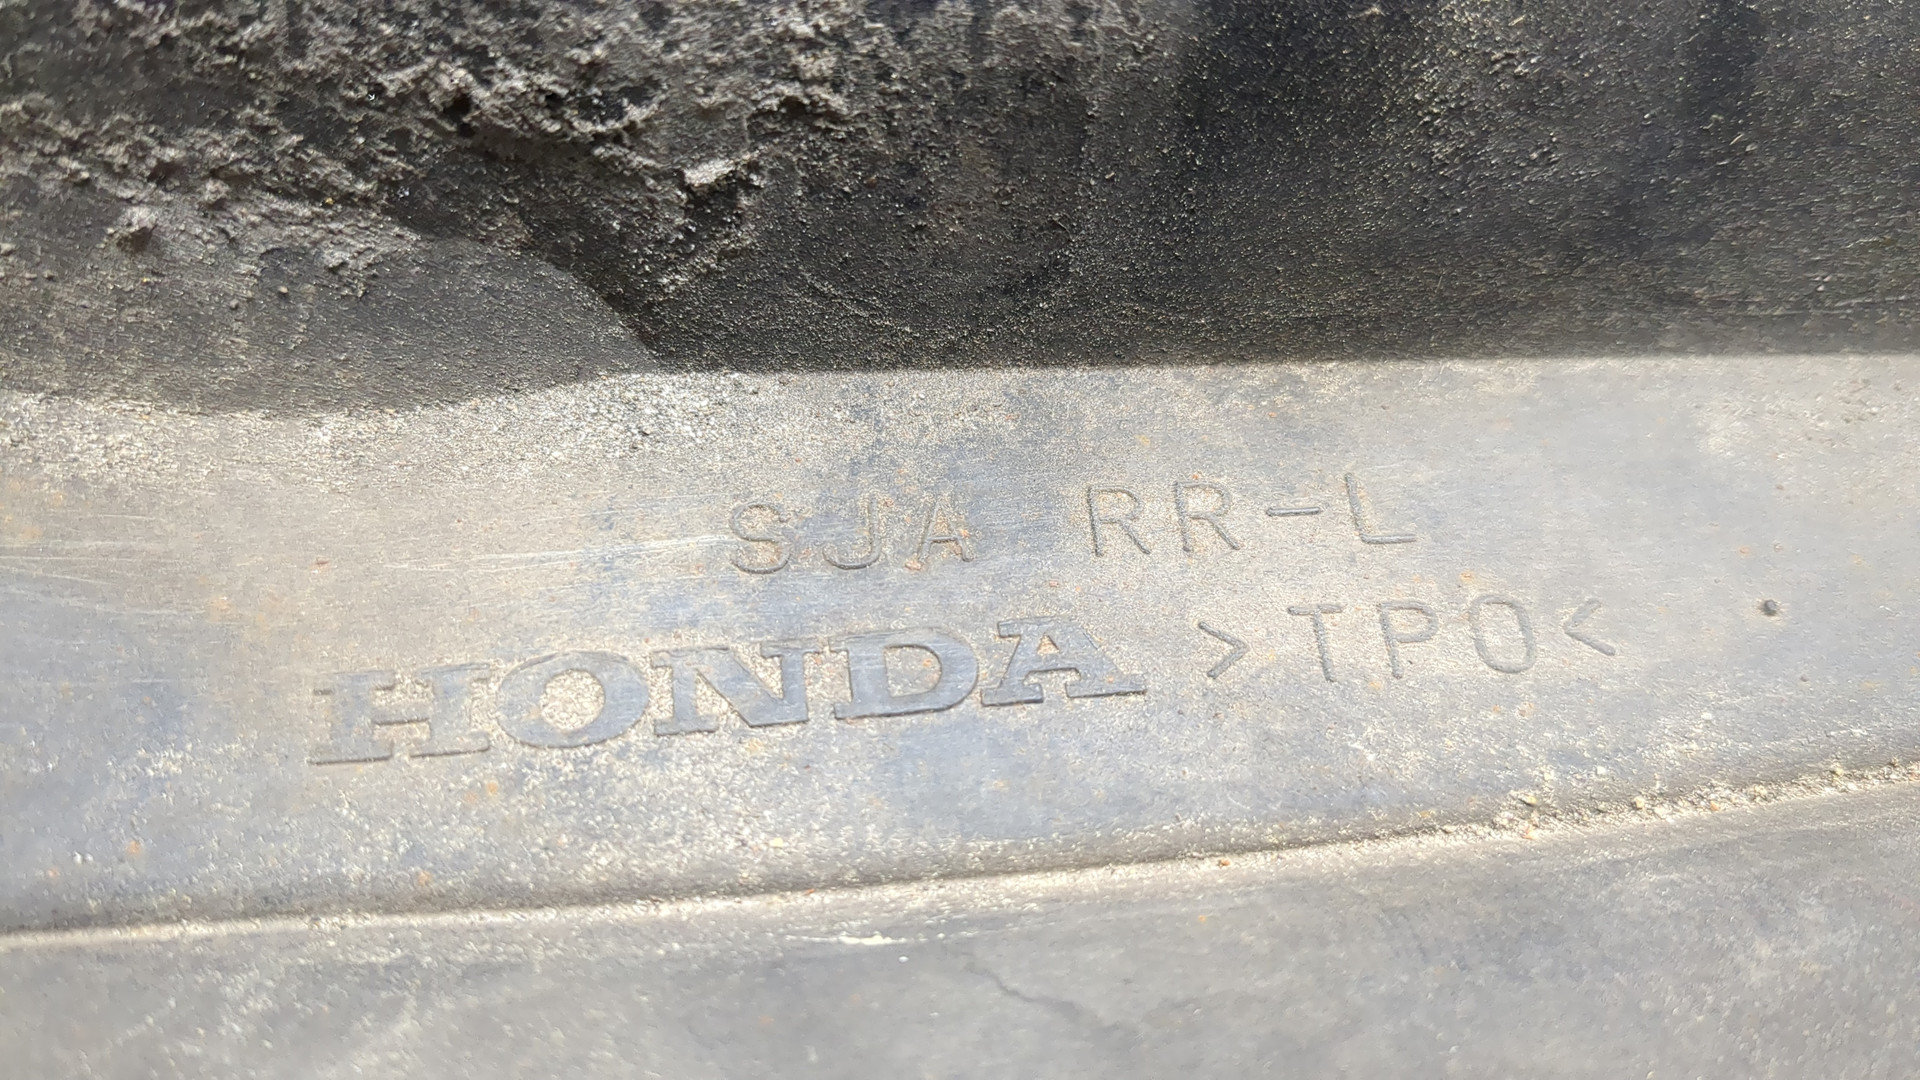 SJA RR-L
HONDA >TPO<